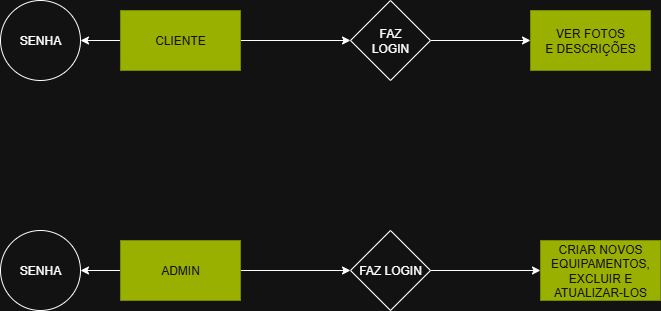 SENHA
CLIENTE
FAZ
LOGIN
VER FOTOS
E DESCRIÇÕES
SENHA
ADMIN
FAZ LOGIN
CRIAR NOVOS
EQUIPAMENTOS,
EXCLUIR E
ATUALIZAR-LOS